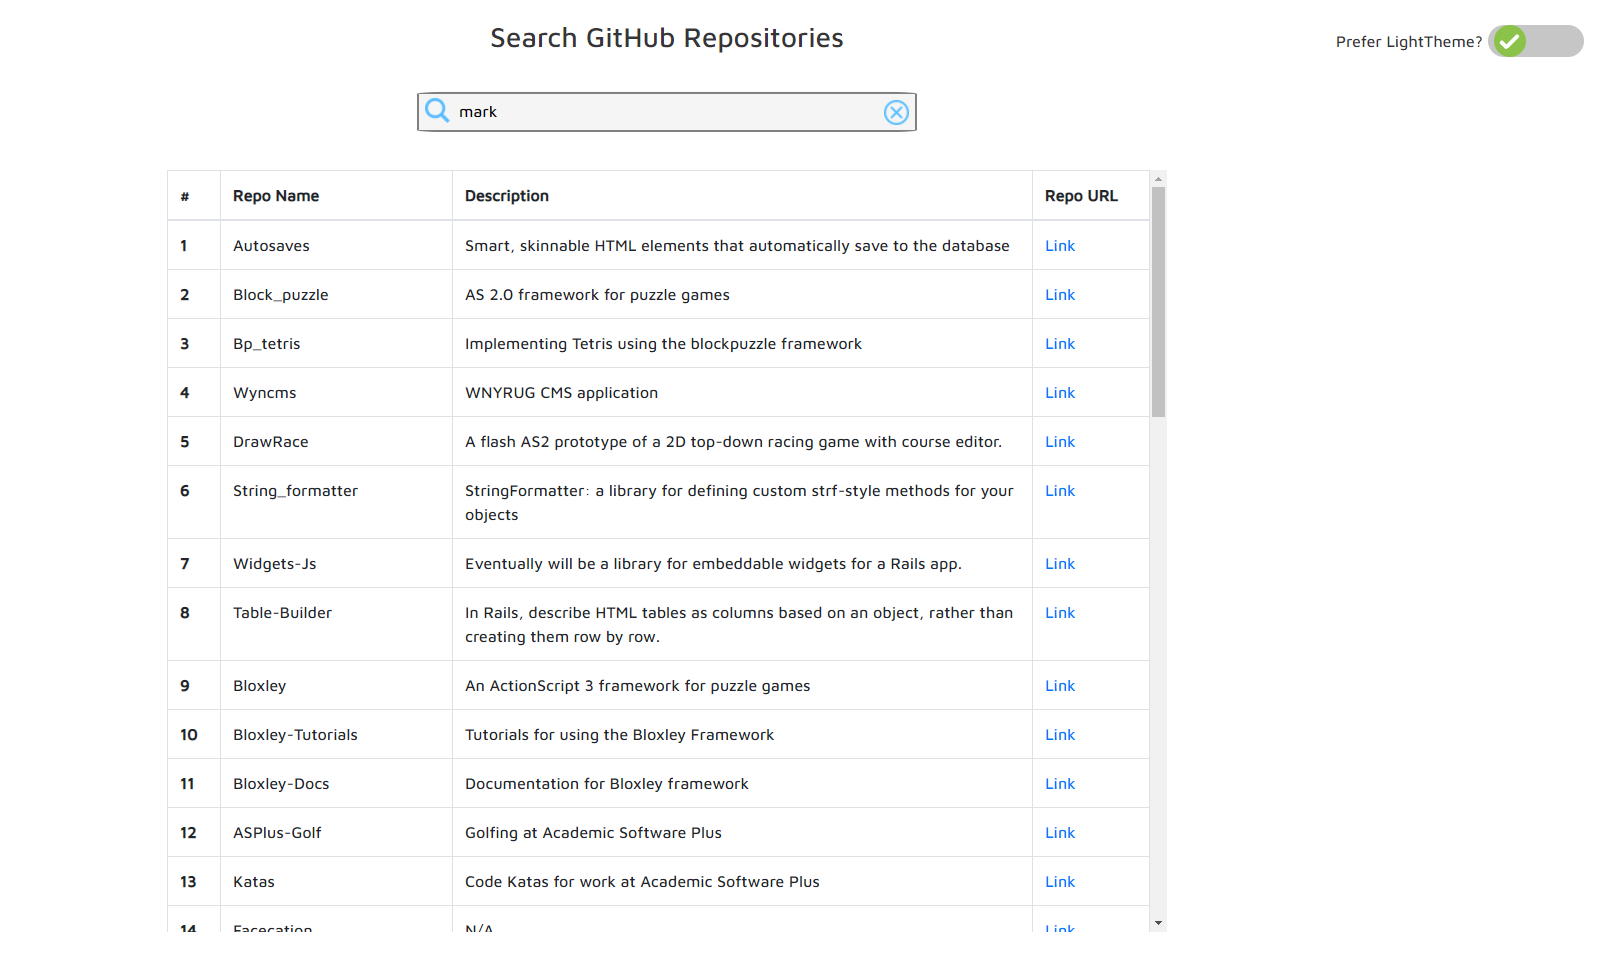 Search GitHub Repositories
Prefer LightTheme?
mark
# Repo Name Description Repo URL
1 Autosaves Smart, skinnable HTML elements that automatically save to the database Link
2 Block_puzzle AS 2.0 framework for puzzle games Link
3 Bp_tetris Implementing Tetris using the blockpuzzle framework Link
4 Wyncms WNYRUG CMS application Link
5 DrawRace A flash AS2 prototype of a 2D top-down racing game with course editor. Link
6 String_formatter StringFormatter: a library for defining custom strf-style methods for your Link
objects
7 Widgets-Js Eventually will be a library for embeddable widgets for a Rails app. Link
8 Table-Builder In Rails, describe HTML tables as columns based on an object, rather than Link
creating them row by row.
9 Bloxley An ActionScript 3 framework for puzzle games Link
10 Bloxley-Tutorials Tutorials for using the Bloxley Framework Link
11 Bloxley-Docs Documentation for Bloxley framework Link
12 ASPlus-Golf Golfing at Academic Software Plus Link
13 Katas Code Katas for work at Academic Software Plus Link
14 Facecation N/A Link